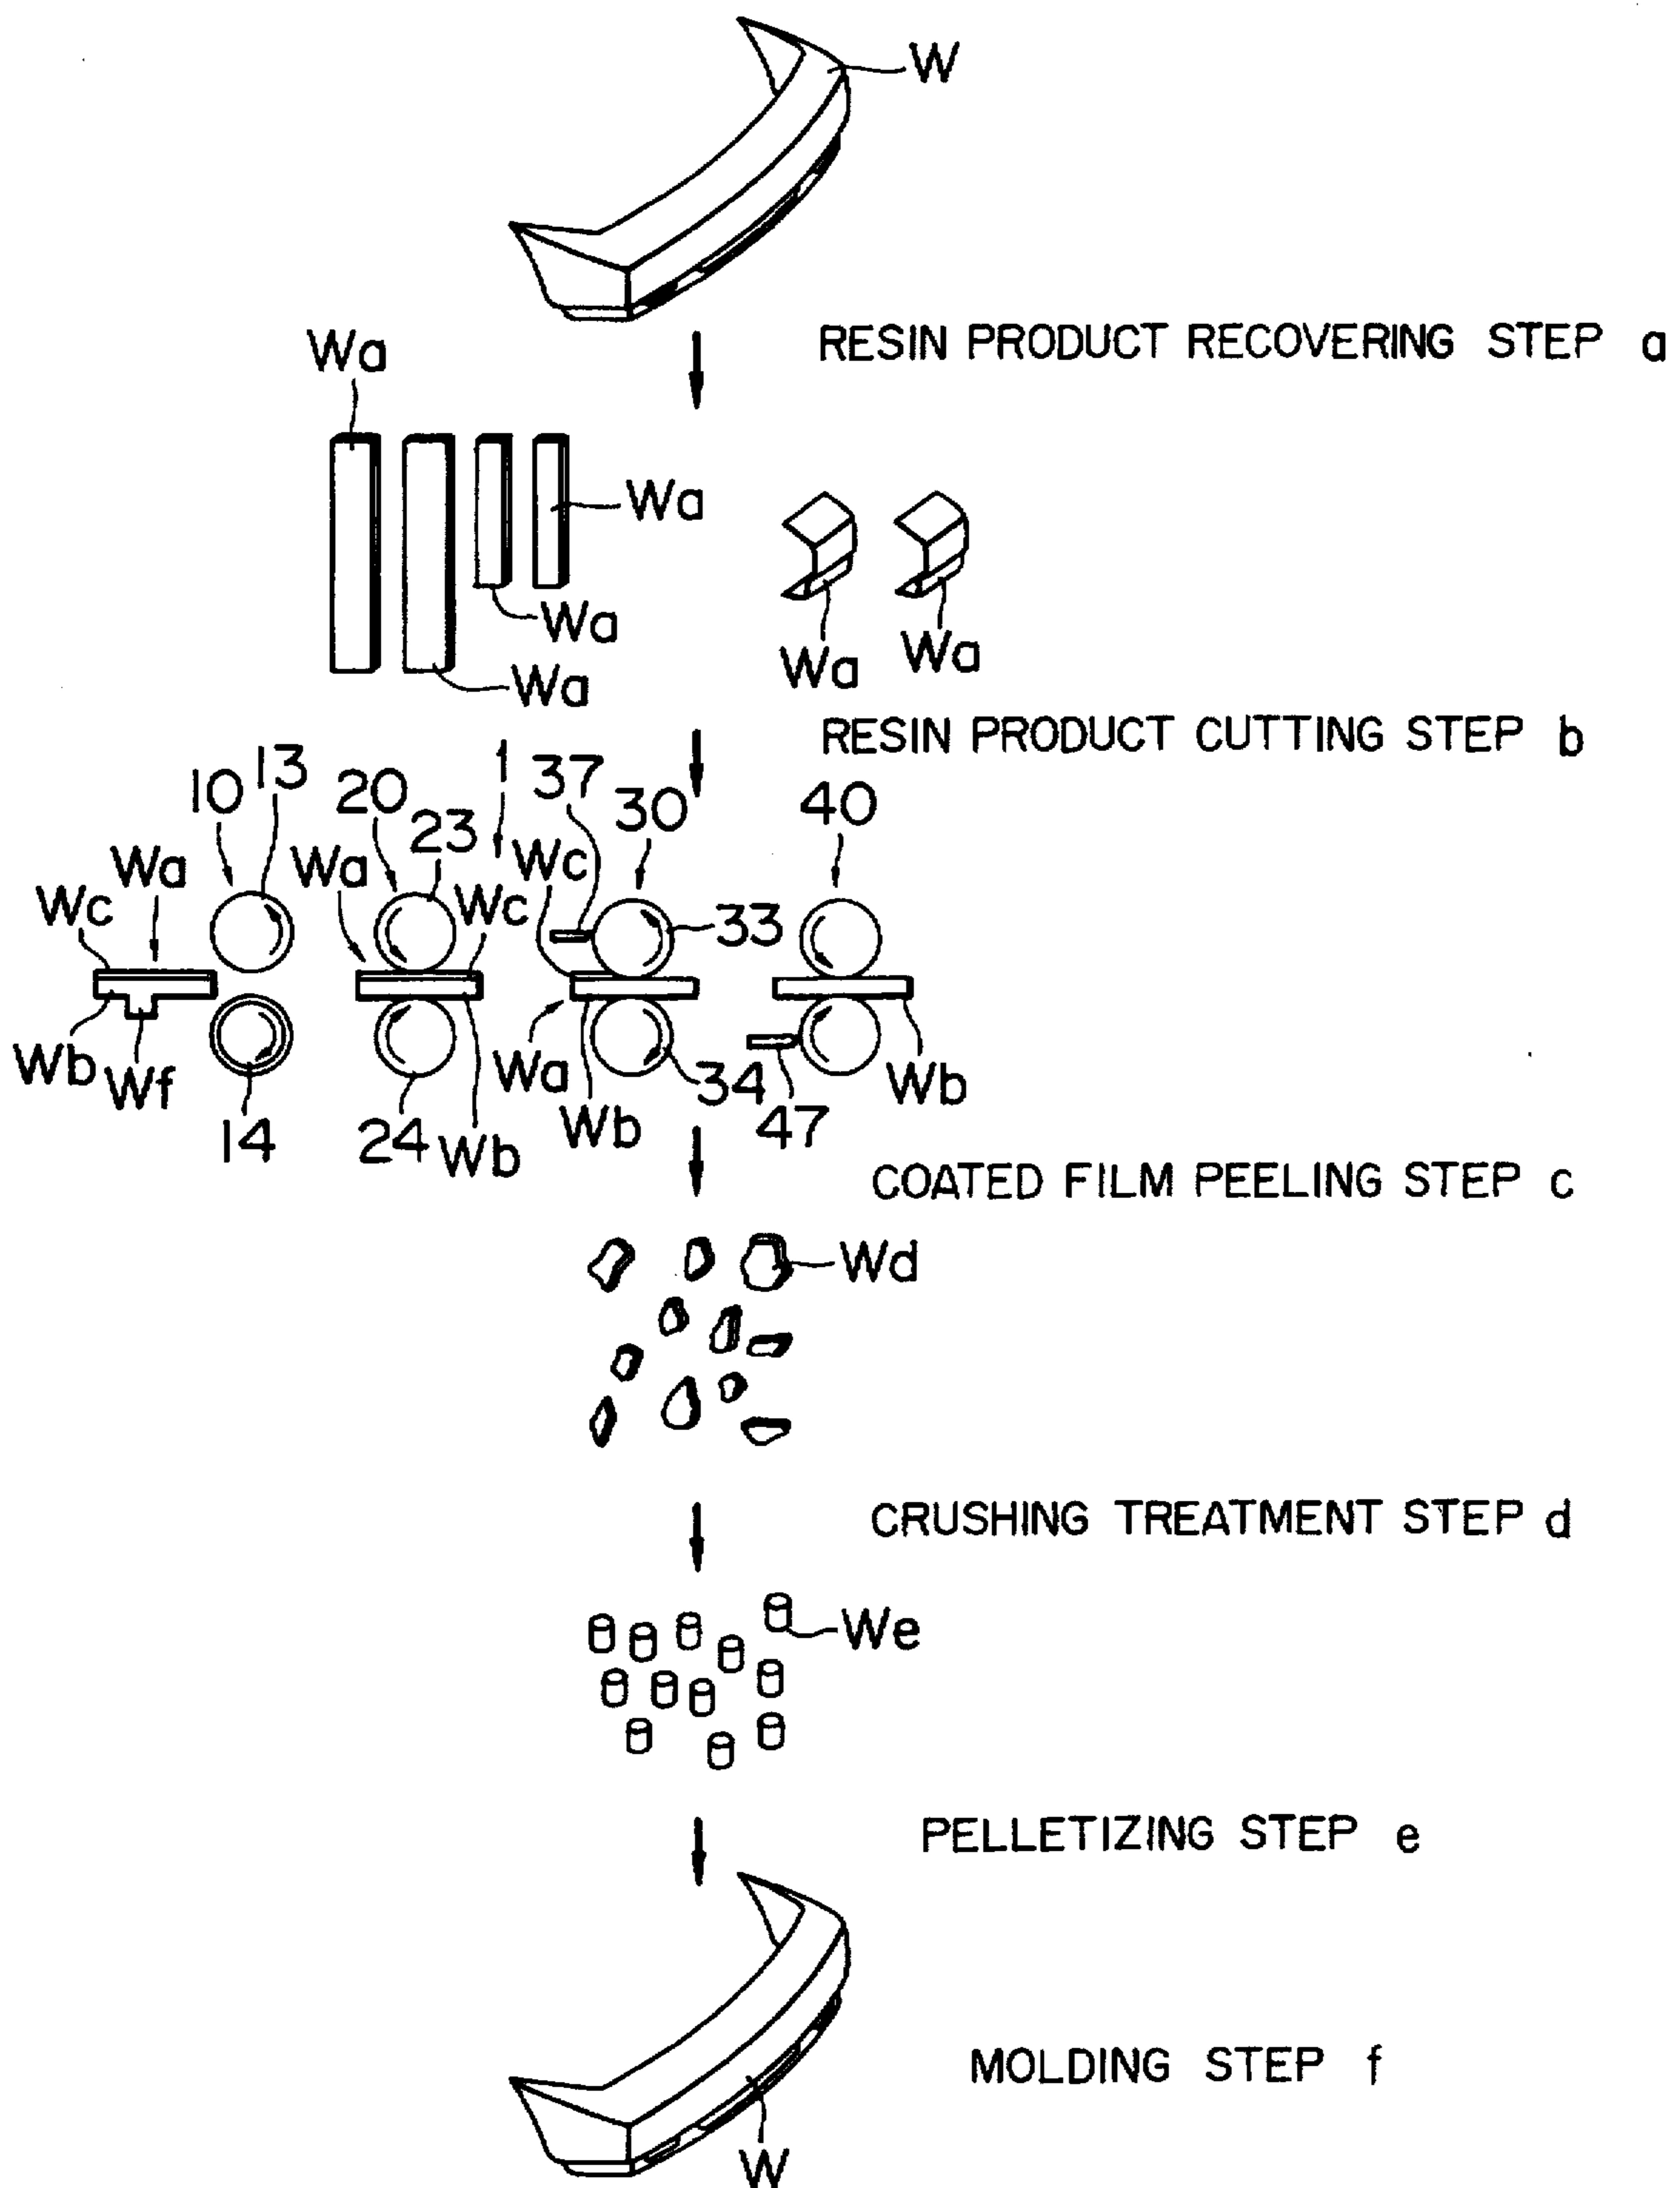 W
RESIN PRODUCT RECOVERING STEP a
Wa
Wa
Wa
Wa
Wa
Wa
RESIN PRODUCT CUTTING STEP b
1
13
37
10
20
30
40
23
Wa
Wa
Wc
Wc
Wc
33
Wb
Wf
Wa
34
Wb
14
24
Wb
Wb
47
COATED FILM PEELING STEP c
Wd
CRUSHING TREATMENT STEP d
We
PELLETIZING STEP e
MOLDING STEP f
W